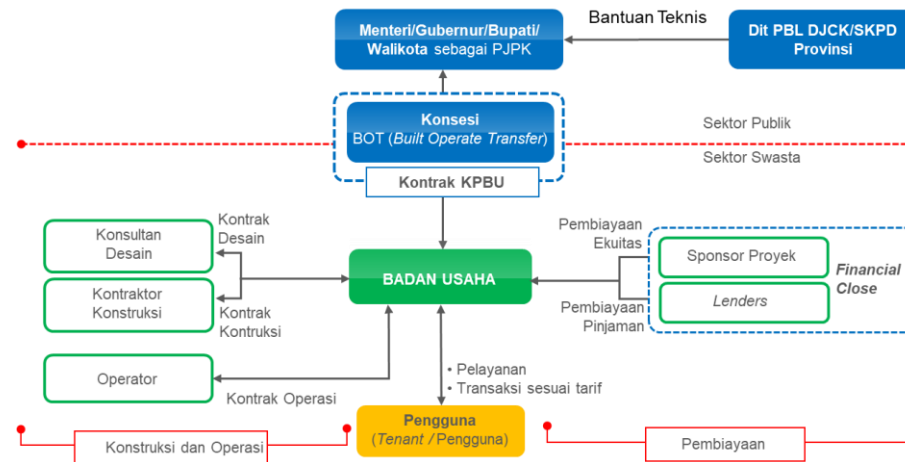 Menteri/Gubernur/Bupati/
Walikota sebagai PJPK
Bantuan Teknis
Dit PBL DJCK/SKPD
Provinsi
Konsesi
BOT (Built Operate Transfer)
Sektor Publik
Sektor Swasta
Kontrak KPBU
Konsultan
Desain
Kontrak
Desain
Kontraktor
Konstruksi
Kontrak
Kontruksi
BADAN USAHA
Pembiayaan
Ekuitas
Pembiayaan
Pinjaman
Sponsor Proyek
Lenders
Financial
Close
Operator
Kontrak Operasi
• Pelayanan
• Transaksi sesuai tarif
Pengguna
(Tenant / Pengguna)
Konstruksi dan Operasi
Pembiayaan